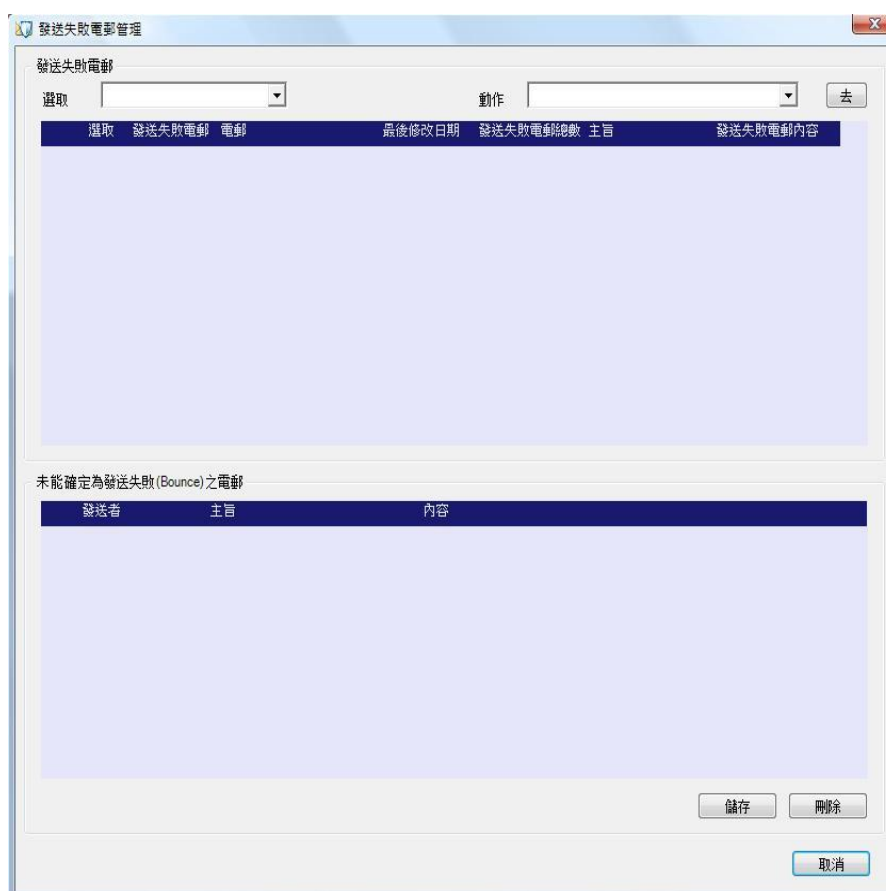 發送失敗電郵管理
發送失敗電郵
選取 動作 去
選取 發送失敗電郵 電郵 最後修改日期 發送失敗電郵總數 主旨 發送失敗電郵內容
未能確定為發送失敗(Bounce)之電郵
發送者 主旨 內容
儲存 刪除
取消